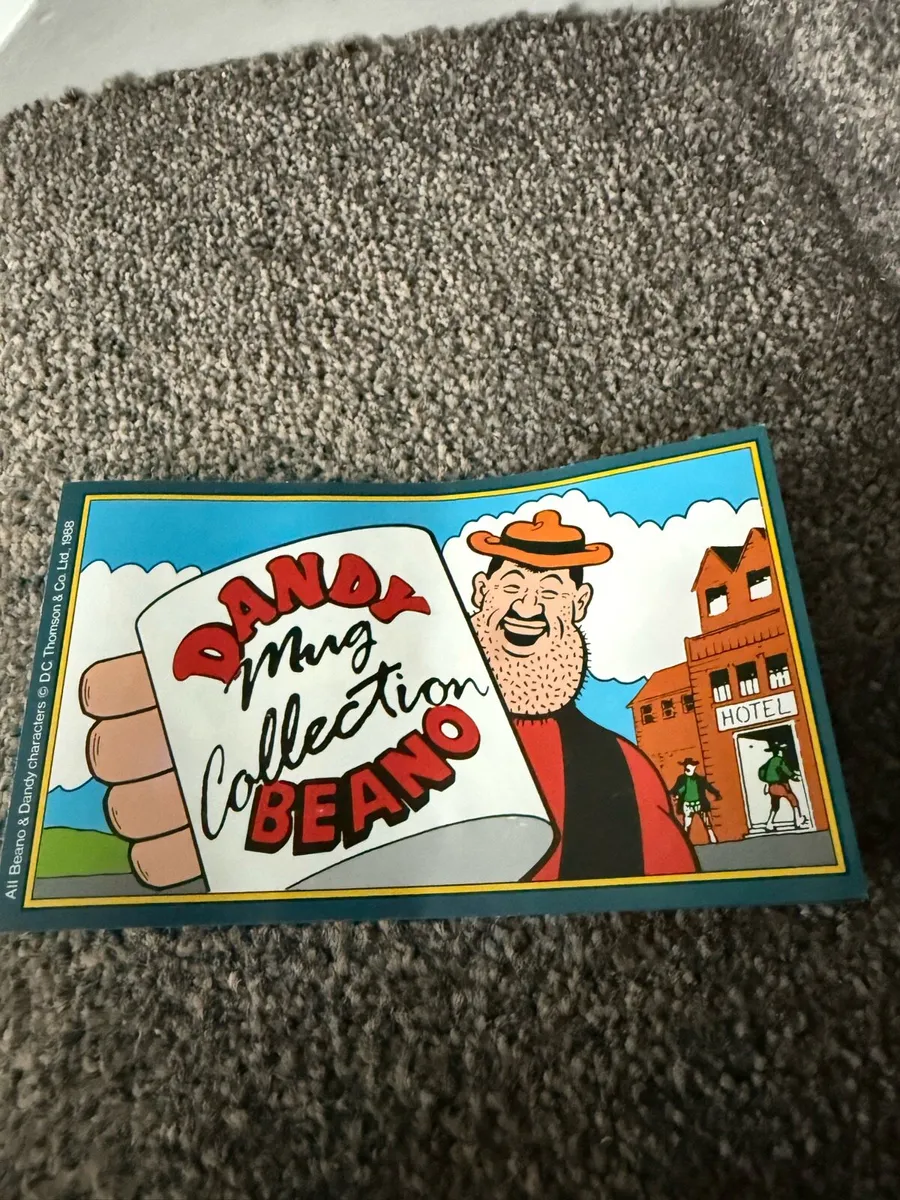 All Beano & Dandy characters © D.C. Thomson & Co. Ltd., 1988
DANDY
Mug
Collection
BEANO
HOTEL